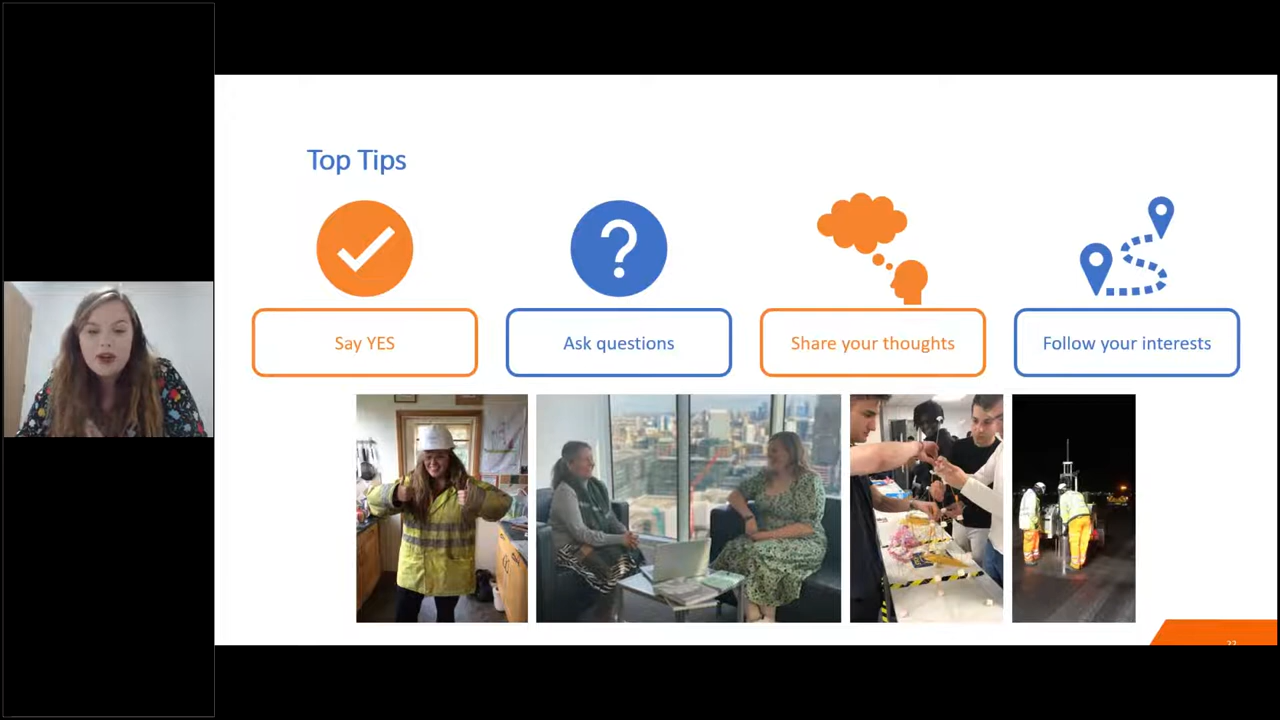 Top Tips
Say YES
Ask questions
Share your thoughts
Follow your interests